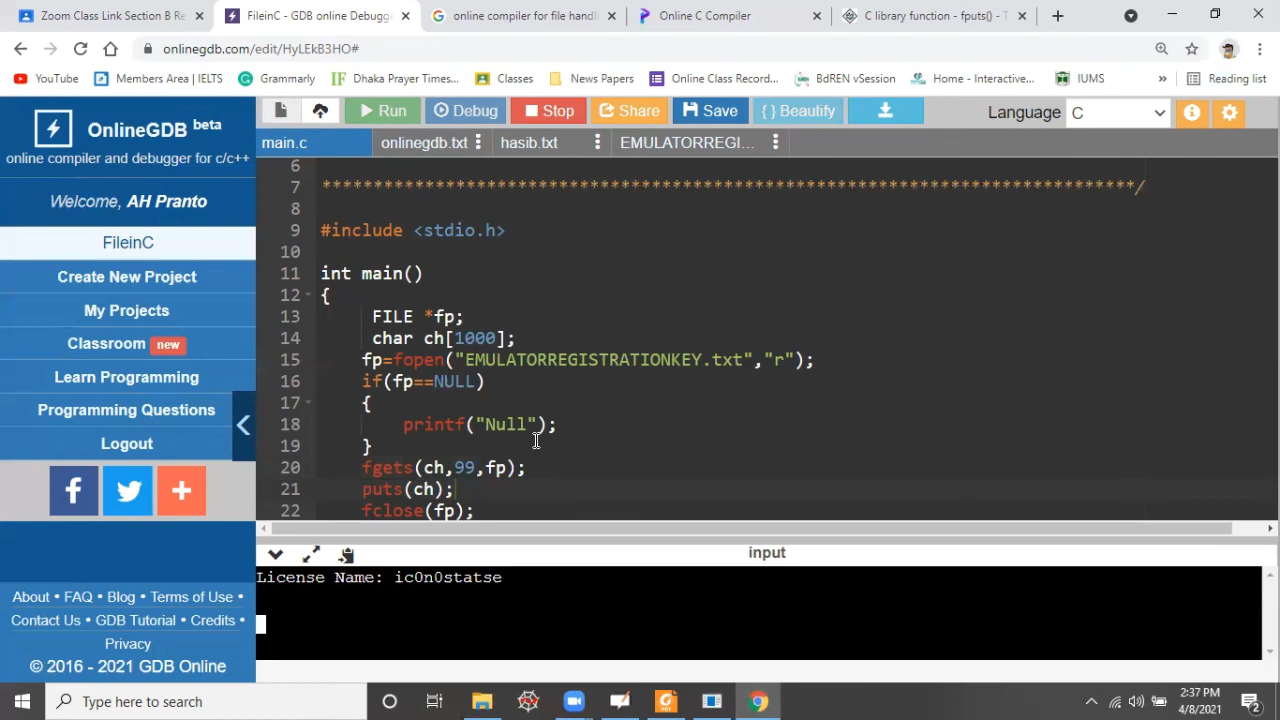 Zoom Class Link Section B Re
FileinC - GDB online Debugge
online compiler for file handl
Online C Compiler
C library function - fputs() - T
onlinegdb.com/edit/HyLEkB3HO#
YouTube
Members Area | IELTS
Grammarly
Dhaka Prayer Times...
Classes
News Papers
Online Class Record...
BdREN vSession
Home - Interactive...
IUMS
»
Reading list
Run
Debug
Stop
Share
Save
{ } Beautify
Language
C
OnlineGDB beta
online compiler and debugger for c/c++
Welcome, AH Pranto
FileinC
Create New Project
My Projects
Classroom new
Learn Programming
Programming Questions
Logout
About • FAQ • Blog • Terms of Use •
Contact Us • GDB Tutorial • Credits •
Privacy
© 2016 - 2021 GDB Online
main.c
onlinegdb.txt
hasib.txt
EMULATORREGI...
6
7 *******************************************************************************/
8
9 #include <stdio.h>
10
11 int main()
12 {
13 FILE *fp;
14 char ch[1000];
15 fp=fopen("EMULATORREGISTRATIONKEY.txt","r");
16 if(fp==NULL)
17 {
18 printf("Null");
19 }
20 fgets(ch,99,fp);
21 puts(ch);
22 fclose(fp);
input
License Name: ic0n0statse
Type here to search
2:37 PM
4/8/2021
2